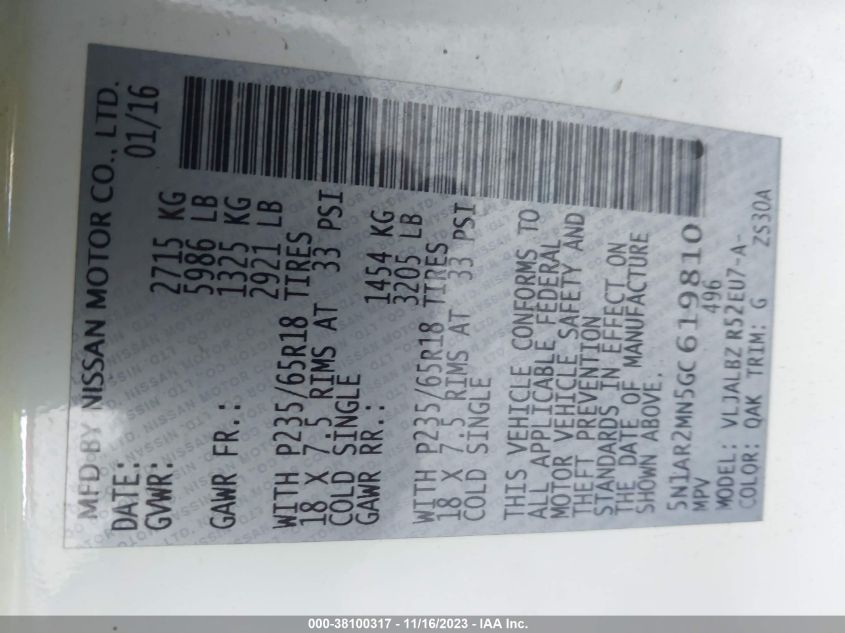 MFD BY NISSAN MOTOR CO., LTD.
DATE: 01/16
GVWR: 2715 KG
5986 LB
GAWR FR.: 1325 KG
2921 LB
WITH P235/65R18 TIRES
18 X 7.5 RIMS AT 33 PSI
COLD SINGLE
GAWR RR.: 1454 KG
3205 LB
WITH P235/65R18 TIRES
18 X 7.5 RIMS AT 33 PSI
COLD SINGLE
THIS VEHICLE CONFORMS TO
ALL APPLICABLE FEDERAL
MOTOR VEHICLE SAFETY AND
THEFT PREVENTION
STANDARDS IN EFFECT ON
THE DATE OF MANUFACTURE
SHOWN ABOVE.
5N1AR2MN5GC619810
MPV 496
MODEL: VLJALBZ R52EU7-A-
COLOR: QAK TRIM: G ZS30A
000-38100317 - 11/16/2023 - IAA Inc.